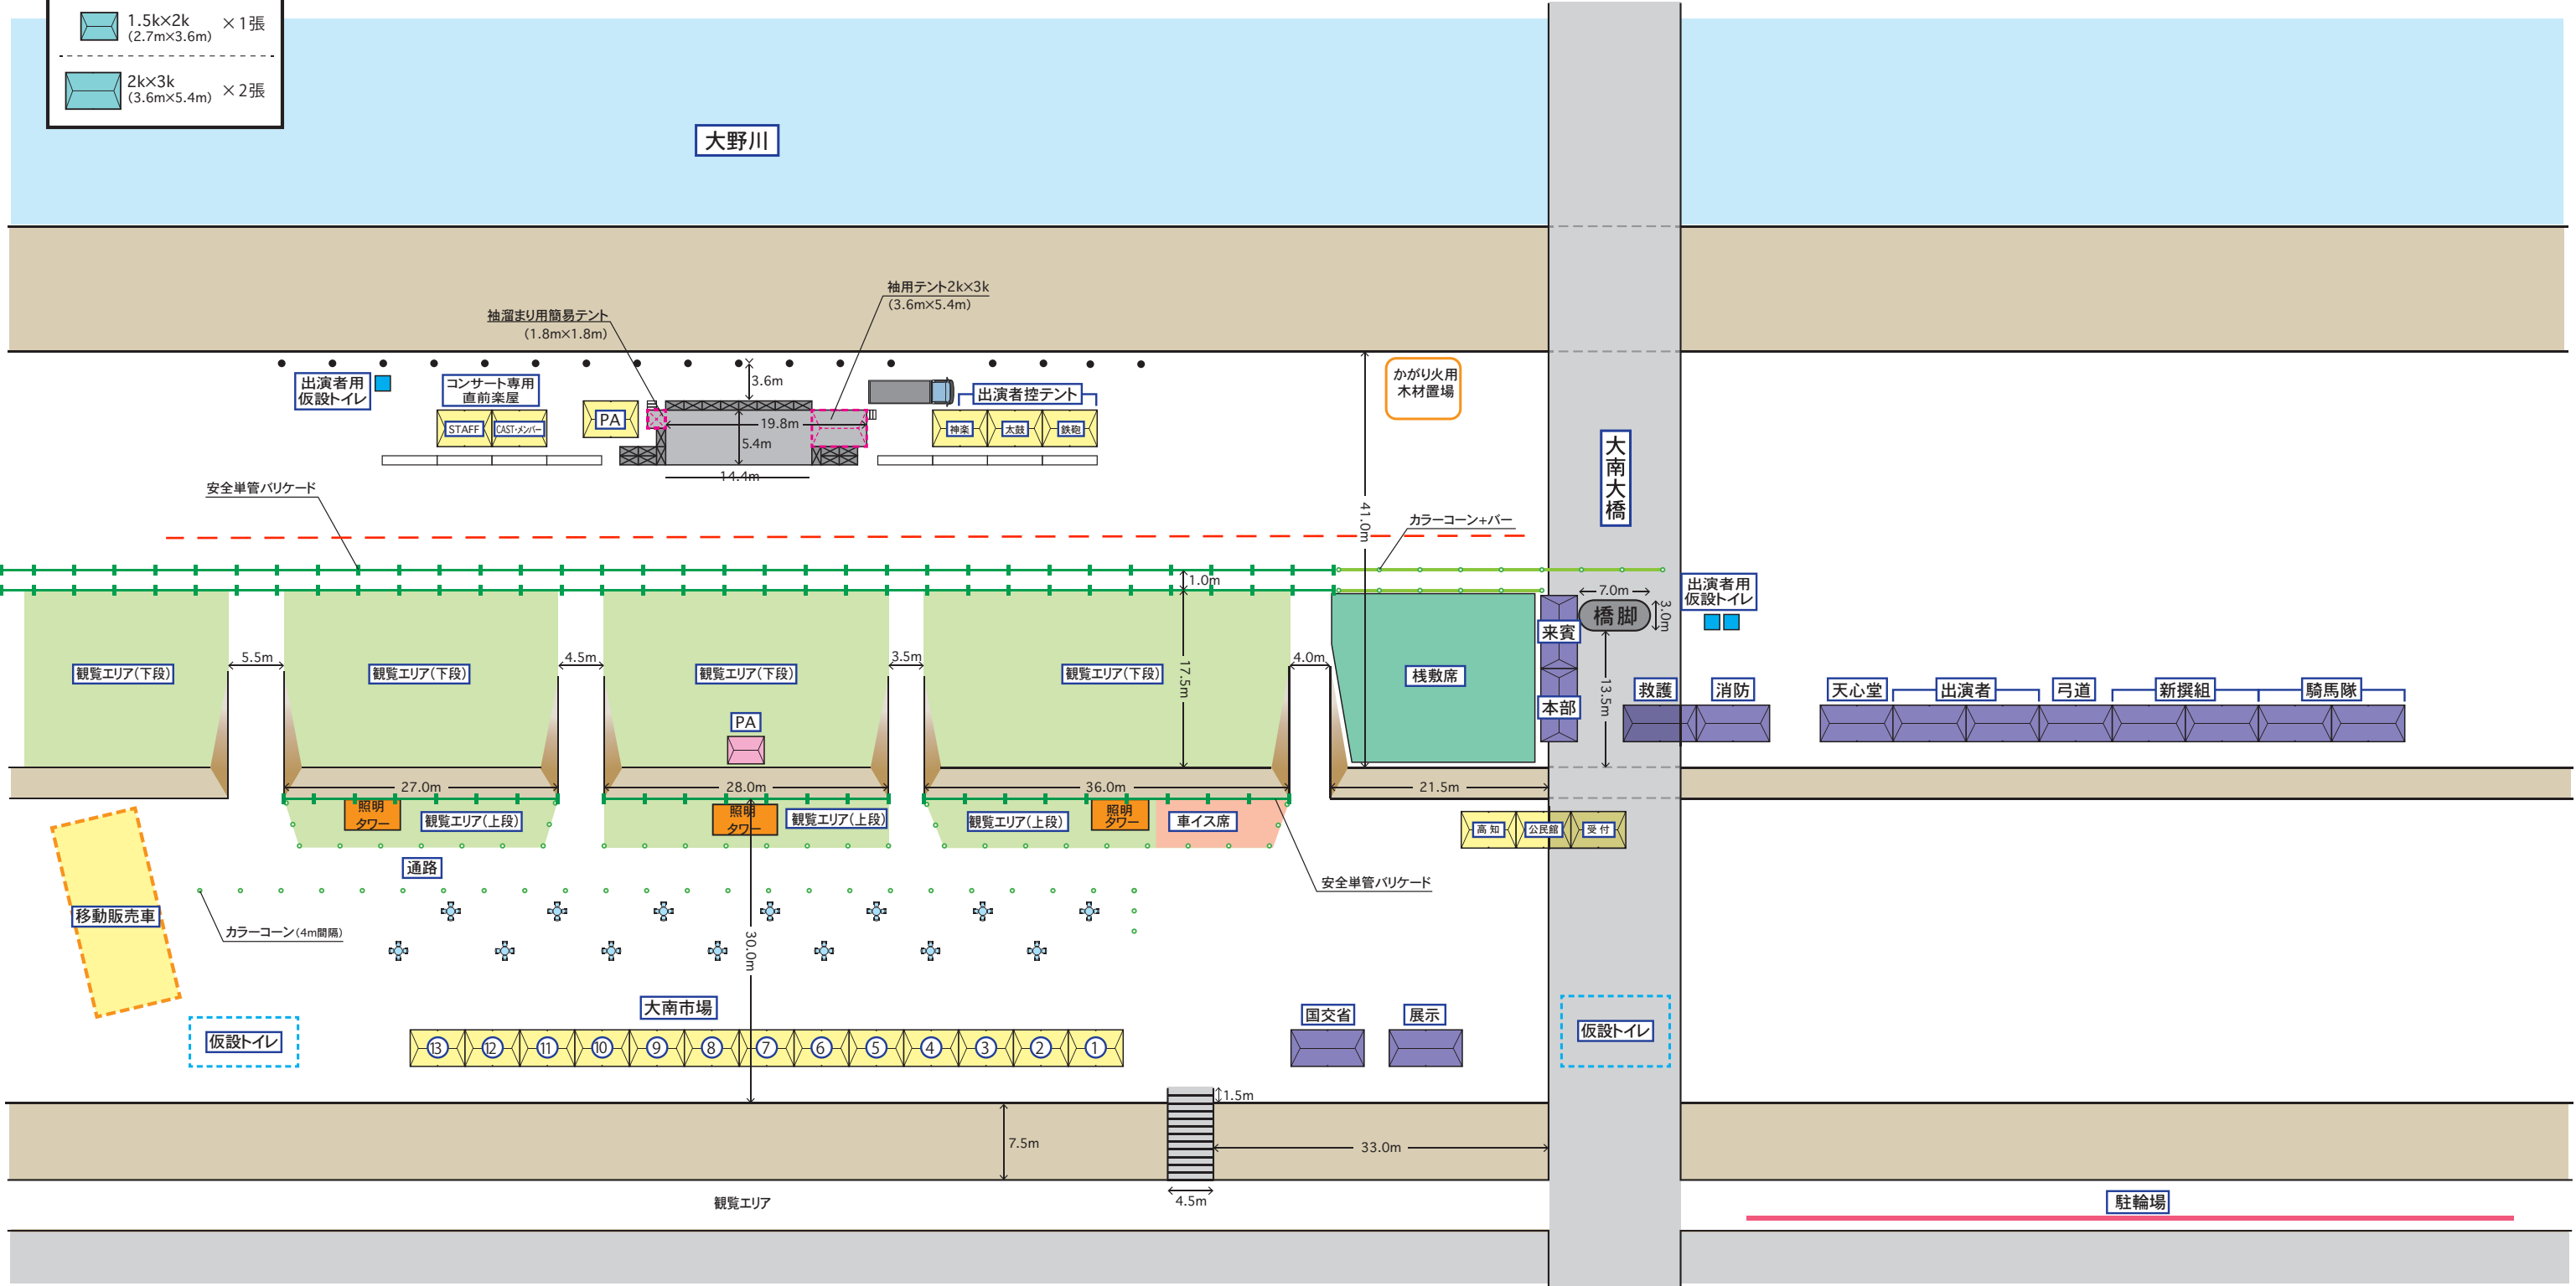 1.5k×2k
(2.7m×3.6m)
×1張
2k×3k
(3.6m×5.4m)
×2張
大野川
袖用テント2k×3k
(3.6m×5.4m)
袖溜まり用簡易テント
(1.8m×1.8m)
出演者用
仮設トイレ
コンサート専用
直前楽屋
STAFF
CAST・メンバー
PA
3.6m
19.8m
5.4m
14.4m
出演者控テント
神楽
太鼓
鉄砲
かがり火用
木材置場
大南大橋
安全単管バリケード
41.0m
カラーコーン+バー
1.0m
7.0m
橋脚
3.0m
出演者用
仮設トイレ
観覧エリア(下段)
5.5m
観覧エリア(下段)
4.5m
観覧エリア(下段)
3.5m
観覧エリア(下段)
17.5m
4.0m
桟敷席
来賓
本部
13.5m
救護
消防
天心堂
出演者
弓道
新撰組
騎馬隊
PA
27.0m
28.0m
36.0m
21.5m
照明
タワー
観覧エリア(上段)
照明
タワー
観覧エリア(上段)
観覧エリア(上段)
照明
タワー
車イス席
高知
公民館
受付
通路
安全単管バリケード
移動販売車
カラーコーン(4m間隔)
30.0m
大南市場
国交省
展示
仮設トイレ
仮設トイレ
⑬
⑫
⑪
⑩
⑨
⑧
⑦
⑥
⑤
④
③
②
①
1.5m
7.5m
33.0m
4.5m
観覧エリア
駐輪場